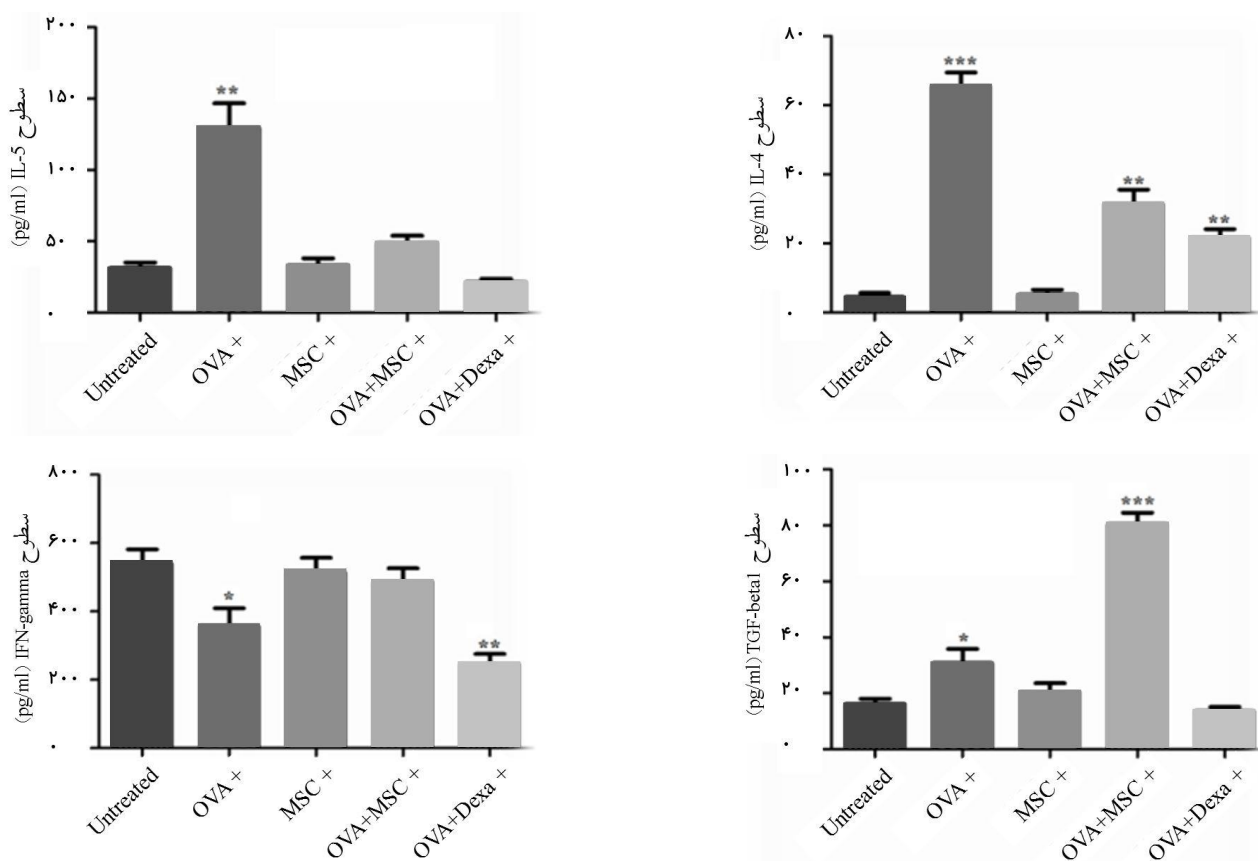 سطوح IL-5 (pg/ml)
۲۰۰
۱۵۰
۱۰۰
۵۰
۰
**
Untreated
OVA +
MSC +
OVA+MSC +
OVA+Dexa +
سطوح IL-4 (pg/ml)
۸۰
۶۰
۴۰
۲۰
۰
***
**
**
Untreated
OVA +
MSC +
OVA+MSC +
OVA+Dexa +
سطوح IFN-gamma (pg/ml)
۸۰۰
۶۰۰
۴۰۰
۲۰۰
۰
*
**
Untreated
OVA +
MSC +
OVA+MSC +
OVA+Dexa +
سطوح TGF-betal (pg/ml)
۱۰۰
۸۰
۶۰
۴۰
۲۰
۰
*
***
Untreated
OVA +
MSC +
OVA+MSC +
OVA+Dexa +